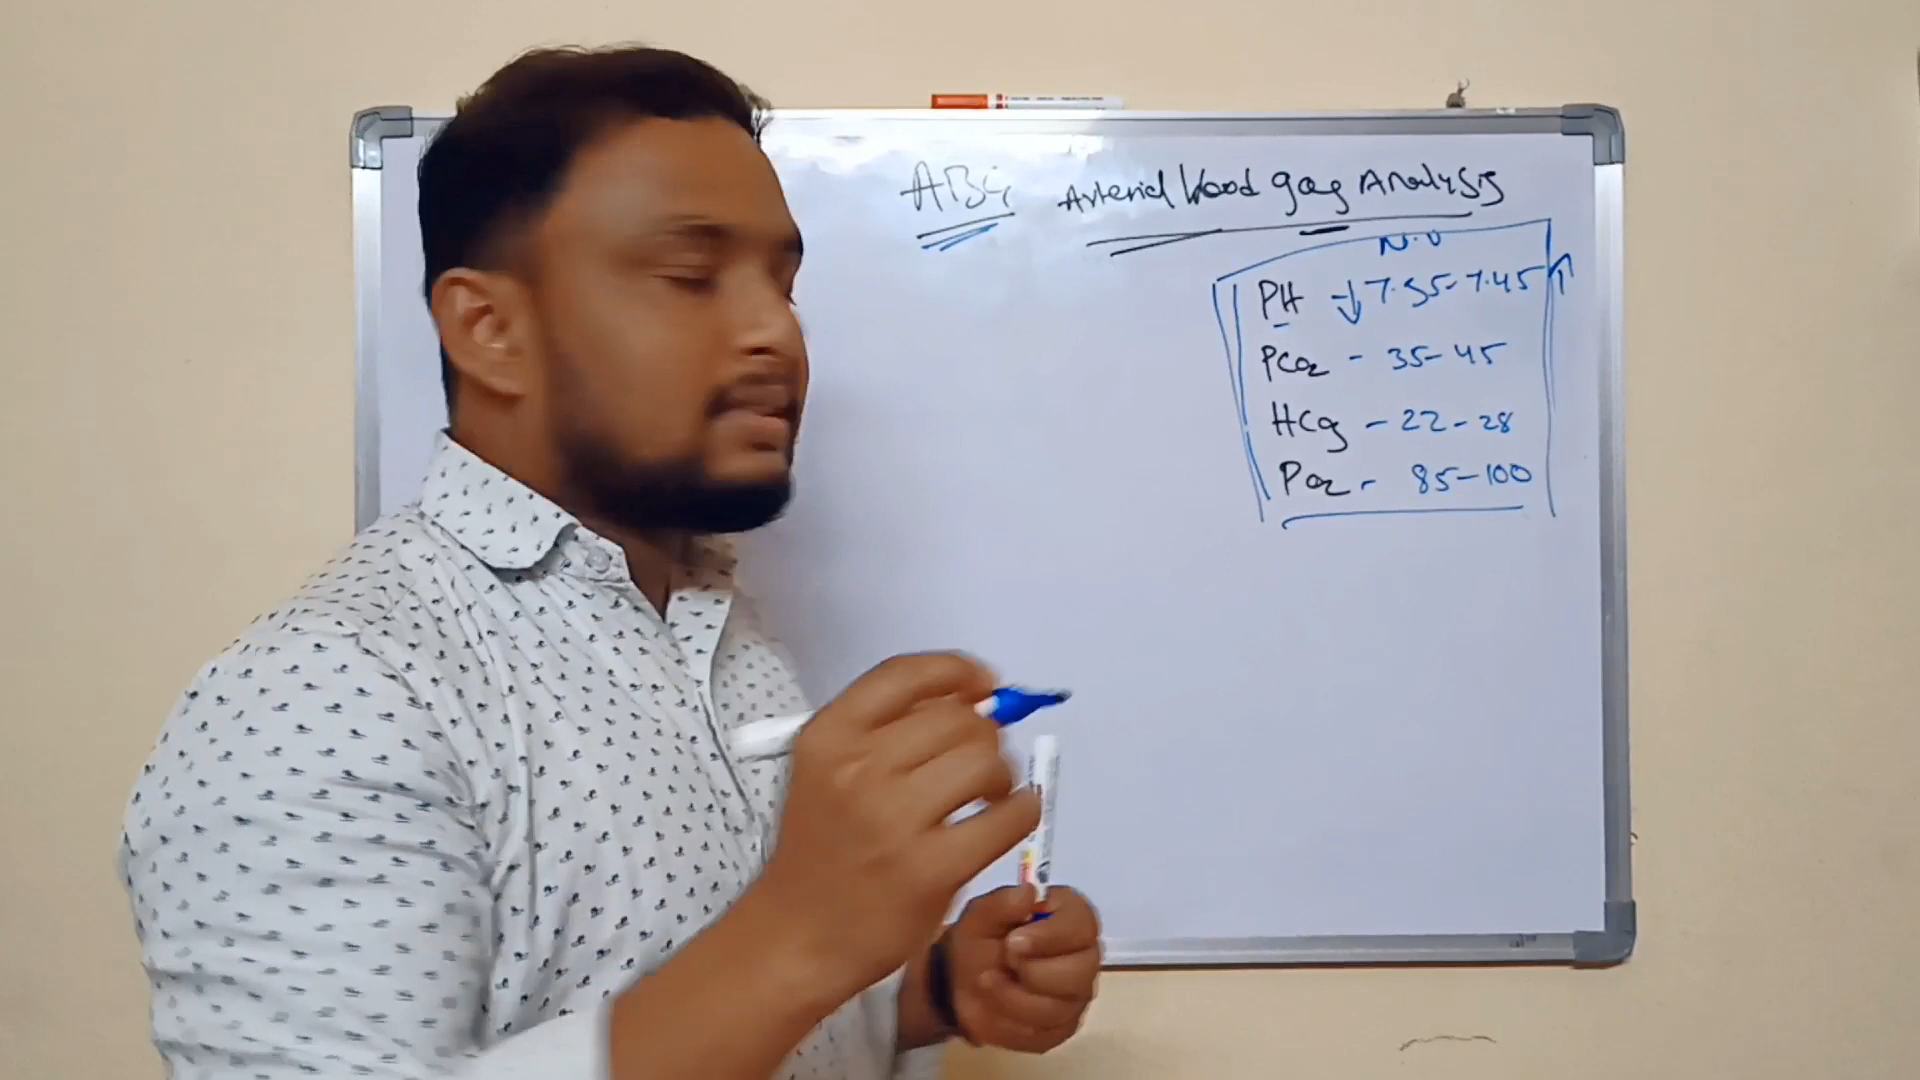 ABG Arterial blood gas Analysis
N.V
PH - ↓ 7.35-7.45 ↑
PCO2 - 35-45
HCO3 - 22-28
PO2 - 85-100